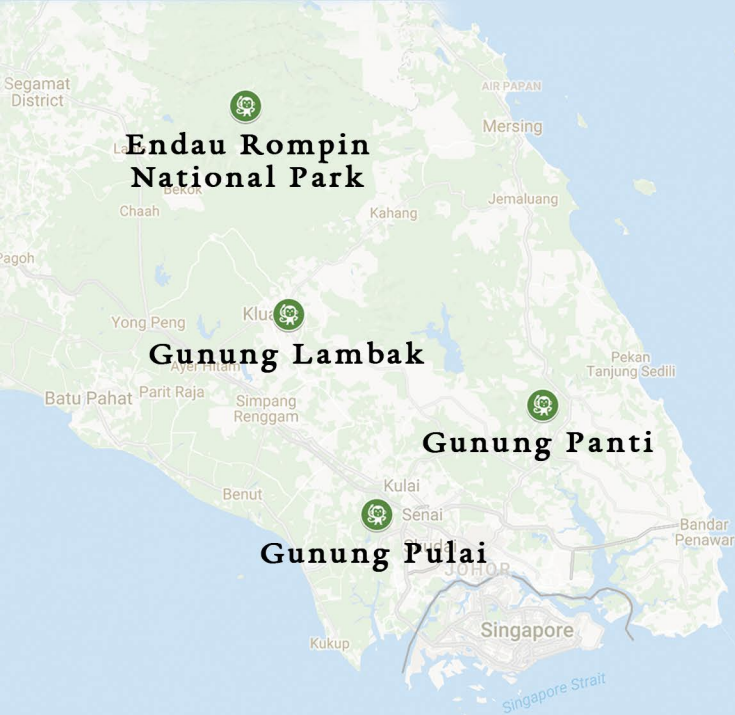 Segamat
District
AIR PAPAN
Mersing
Endau Rompin
National Park
Bekok
Chaah
Kahang
Jemaluang
Pagoh
Yong Peng
Gunung Lambak
Ayer Hitam
Pekan
Tanjung Sedili
Batu Pahat
Parit Raja
Simpang
Renggam
Gunung Panti
Kulai
Benut
Senai
Bandar
Penawar
Gunung Pulai
JOHOR
Singapore
Kukup
Singapore Strait